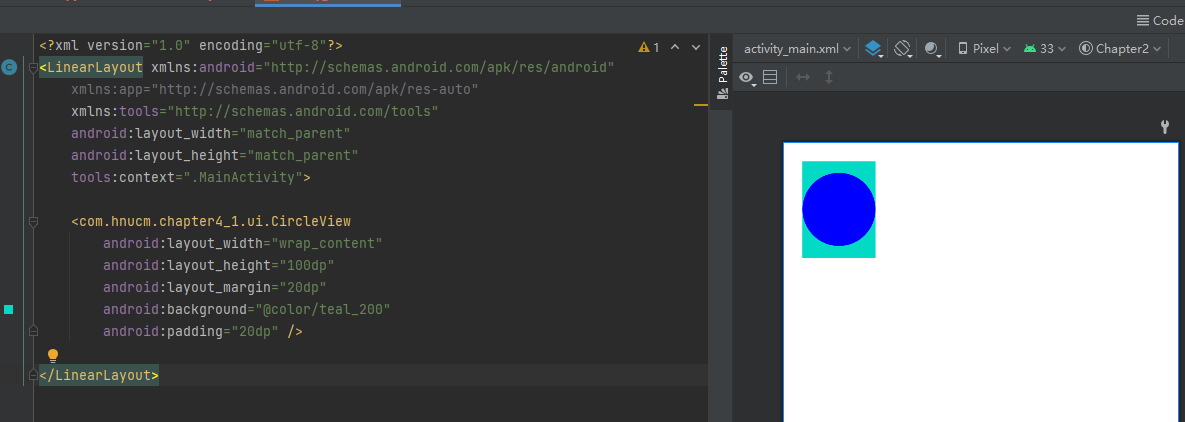 Code
<?xml version="1.0" encoding="utf-8"?>
1
<LinearLayout xmlns:android="http://schemas.android.com/apk/res/android"
xmlns:app="http://schemas.android.com/apk/res-auto"
xmlns:tools="http://schemas.android.com/tools"
android:layout_width="match_parent"
android:layout_height="match_parent"
tools:context=".MainActivity">
<com.hnucm.chapter4_1.ui.CircleView
android:layout_width="wrap_content"
android:layout_height="100dp"
android:layout_margin="20dp"
android:background="@color/teal_200"
android:padding="20dp" />
</LinearLayout>
C
Palette
activity_main.xml
Pixel
33
Chapter2